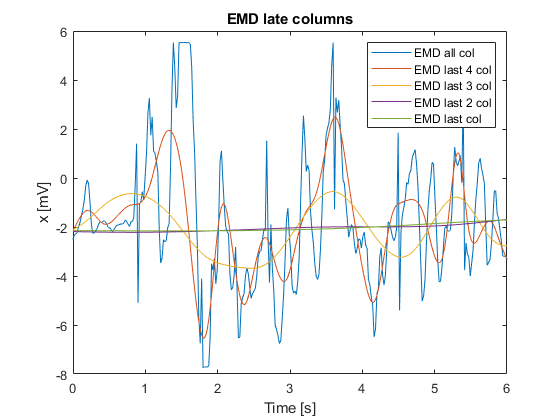 EMD late columns
6
4
2
0
-2
-4
-6
-8
x [mV]
0 1 2 3 4 5 6
Time [s]
EMD all col
EMD last 4 col
EMD last 3 col
EMD last 2 col
EMD last col